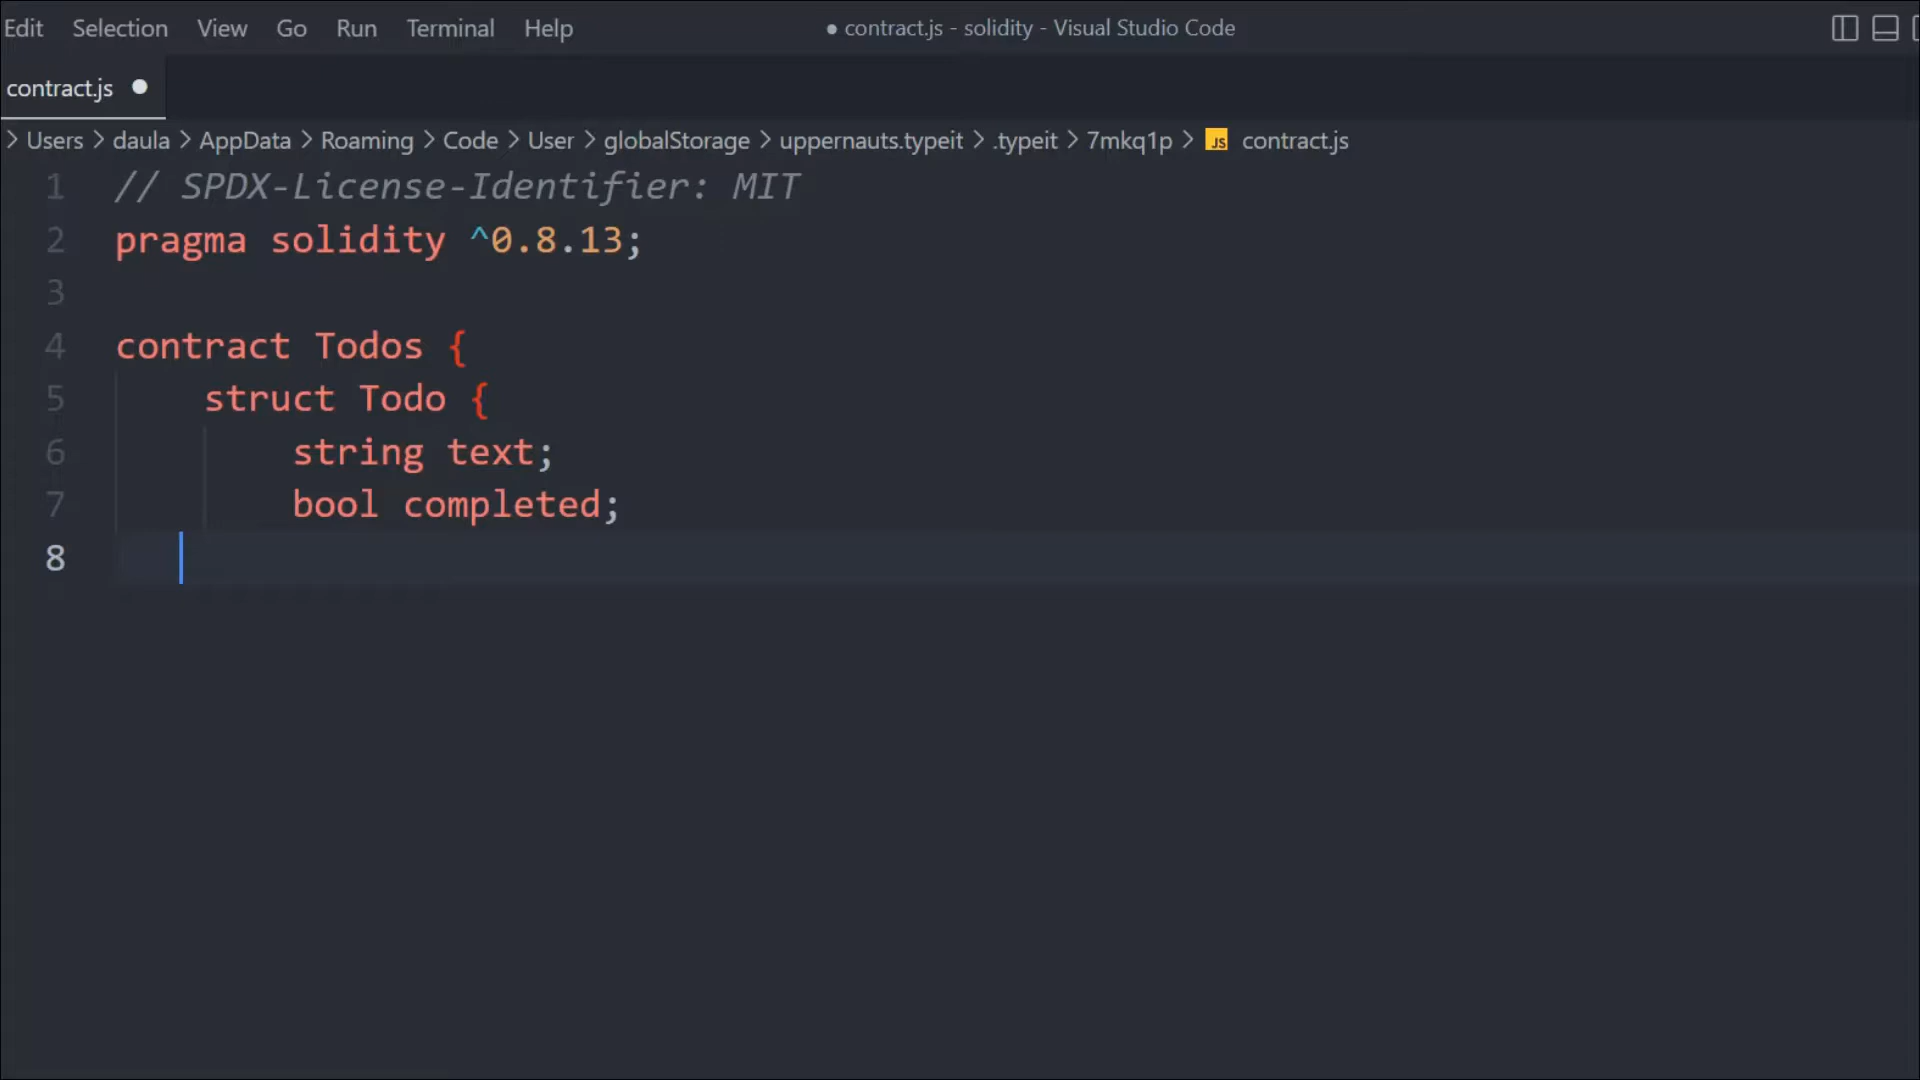 Edit Selection View Go Run Terminal Help ● contract.js - solidity - Visual Studio Code
contract.js ●
> Users > daula > AppData > Roaming > Code > User > globalStorage > uppernauts.typeit > .typeit > 7mkq1p > JS contract.js
1 // SPDX-License-Identifier: MIT
2 pragma solidity ^0.8.13;
3
4 contract Todos {
5 struct Todo {
6 string text;
7 bool completed;
8